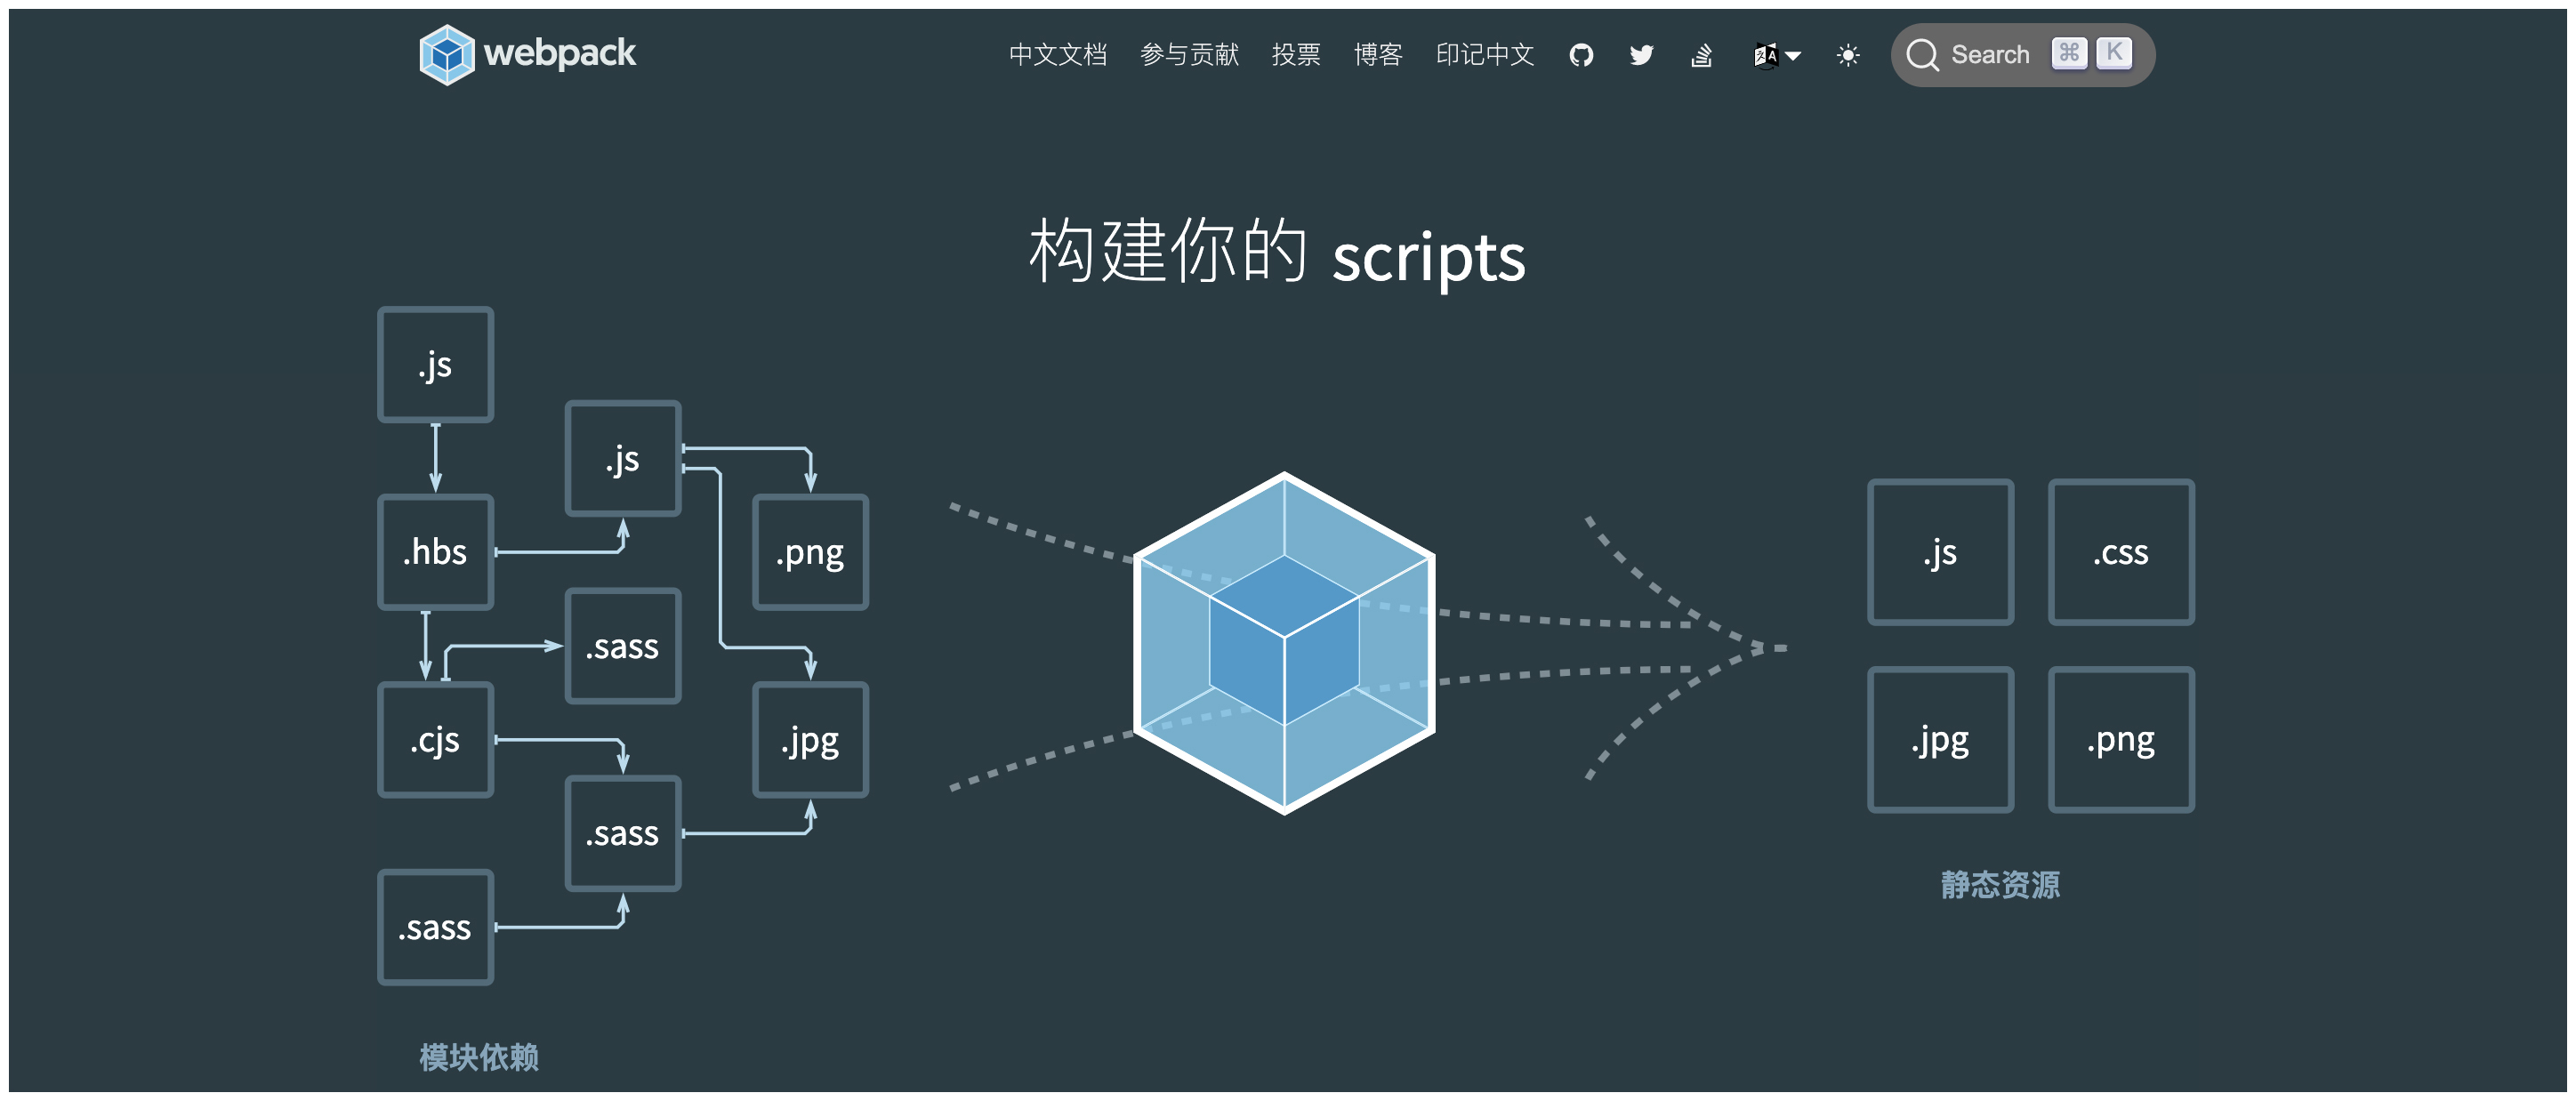 webpack
中文文档 参与贡献 投票 博客 印记中文 Search ⌘ K
构建你的 scripts
.js
.js
.hbs
.png
.sass
.cjs
.jpg
.sass
.sass
模块依赖
.js
.css
.jpg
.png
静态资源